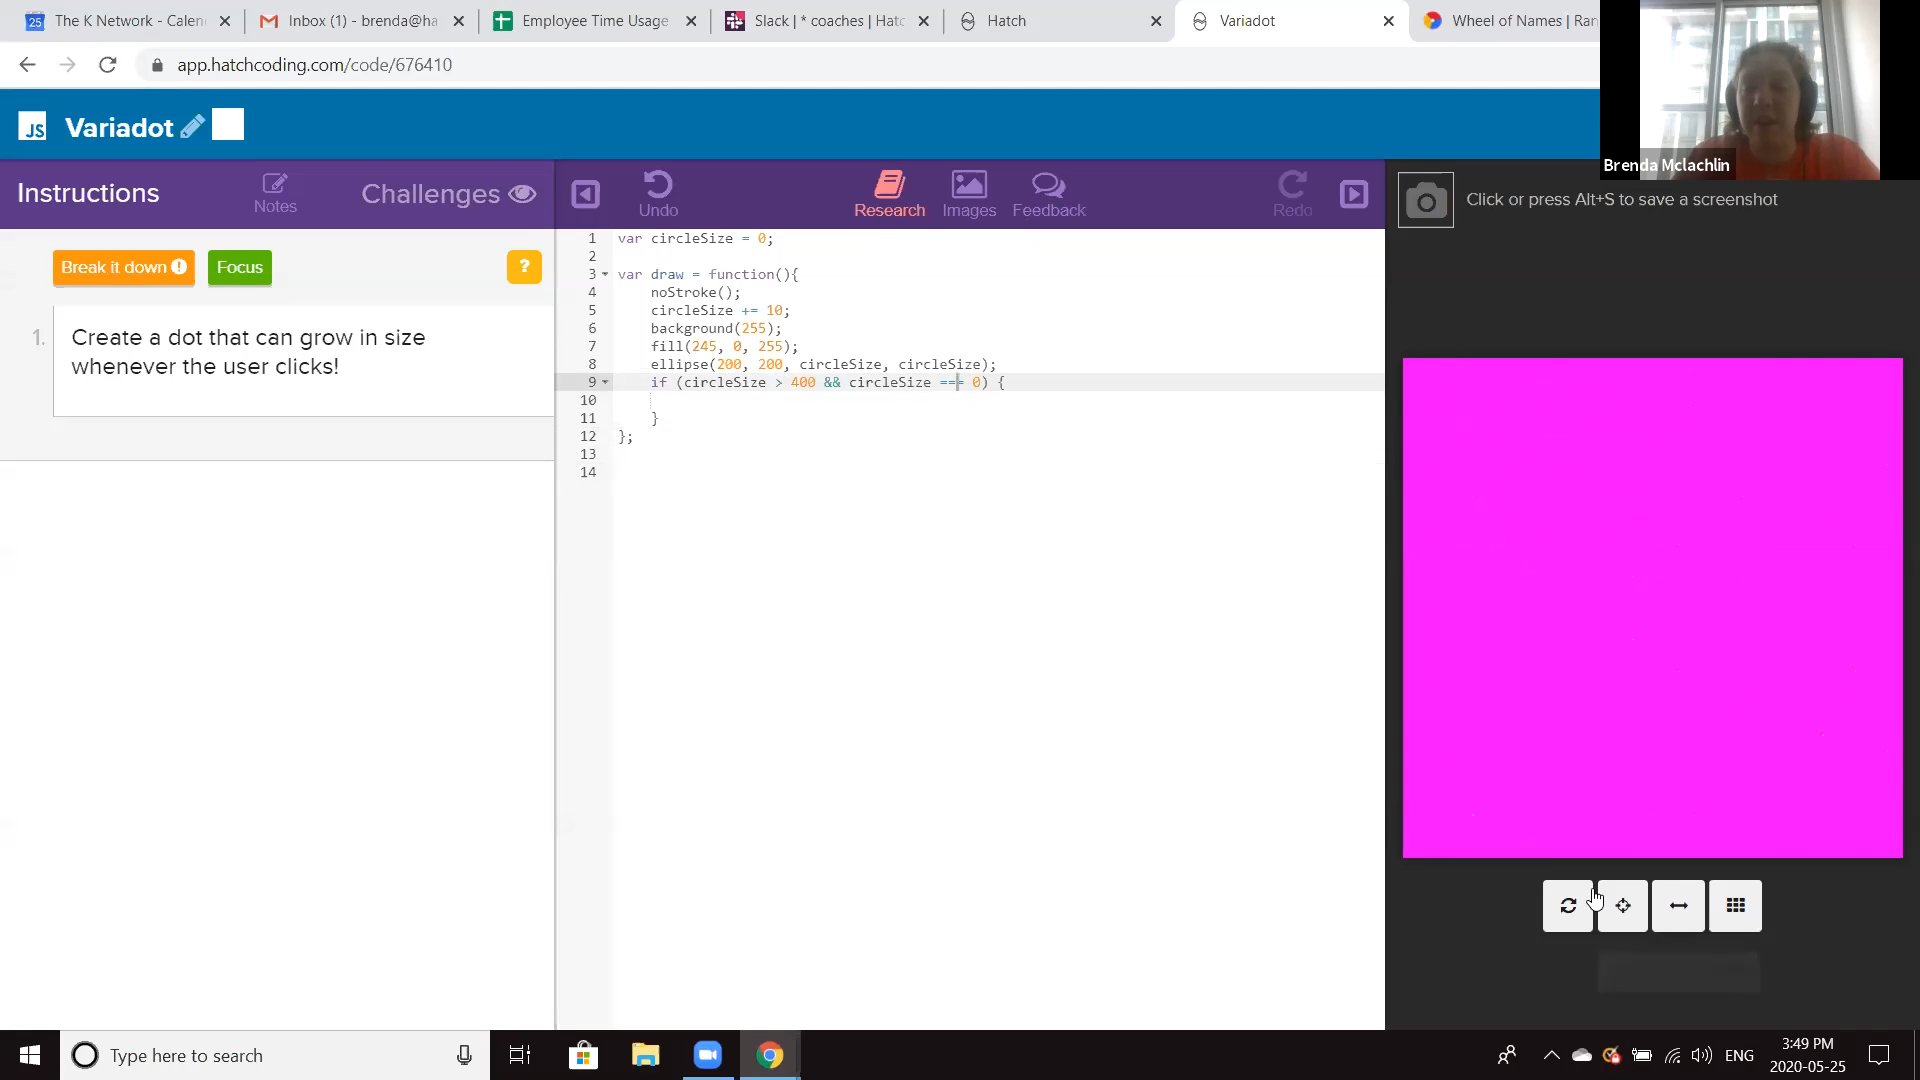 The K Network - Calen
Inbox (1) - brenda@ha
Employee Time Usage
Slack | * coaches | Hatc
Hatch
Variadot
Wheel of Names | Ran
app.hatchcoding.com/code/676410
JS
Variadot
Brenda Mclachlin
Instructions
Notes
Challenges
Undo
Research
Images
Feedback
Redo
Click or press Alt+S to save a screenshot
Break it down
Focus
?
1. Create a dot that can grow in size
whenever the user clicks!
1 var circleSize = 0;
2
3 var draw = function(){
4 noStroke();
5 circleSize += 10;
6 background(255);
7 fill(245, 0, 255);
8 ellipse(200, 200, circleSize, circleSize);
9 if (circleSize > 400 && circleSize === 0) {
10
11 }
12 };
13
14
Type here to search
ENG
3:49 PM
2020-05-25
25